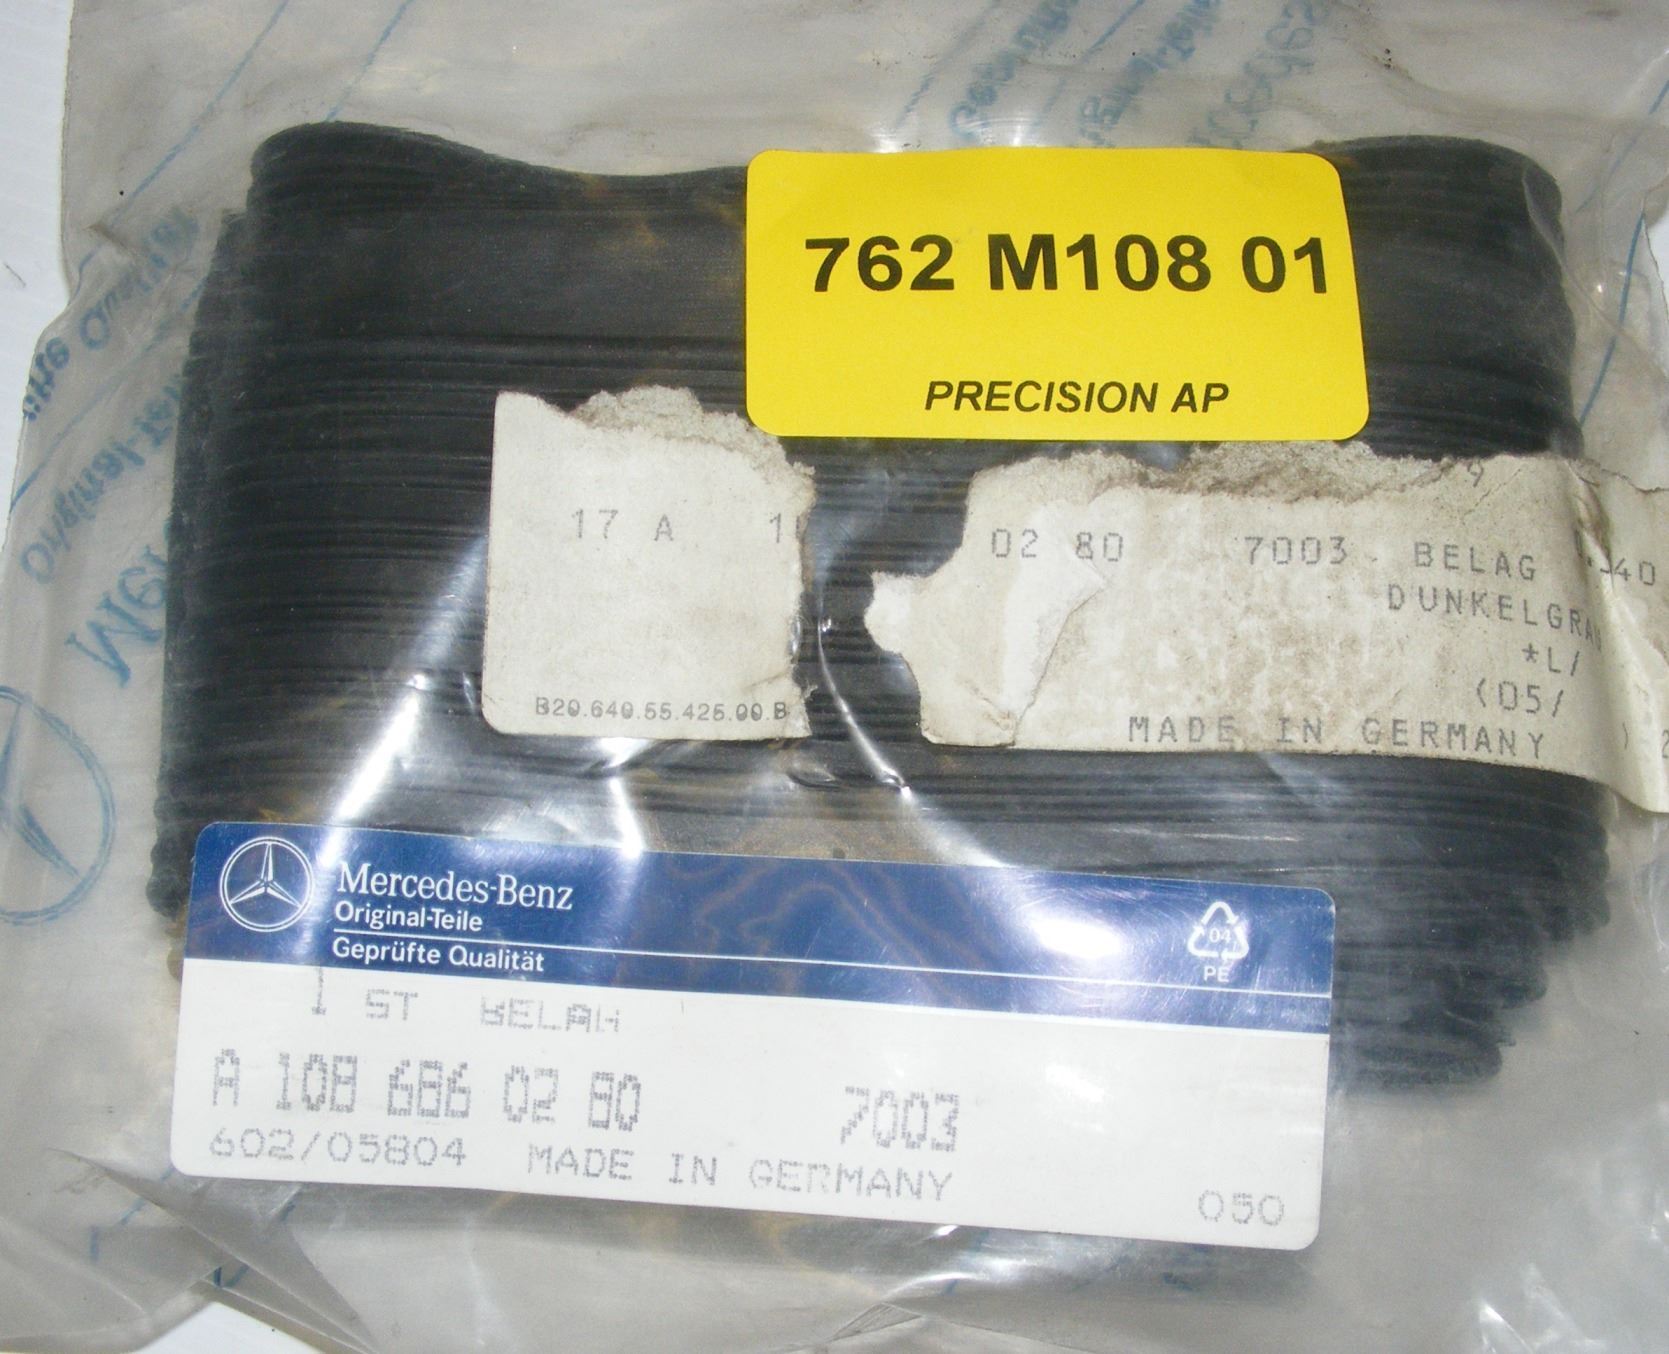 762 M108 01
PRECISION AP
17 A
02 80 7003 BELAG
DUNKELGRA
*L/
(05/
MADE IN GERMANY
B20.640.55.425.00.B
Mercedes-Benz
Original-Teile
Geprüfte Qualität
04
PE
1 ST BELAG
A 108 686 02 80 7003
602/05804 MADE IN GERMANY
050